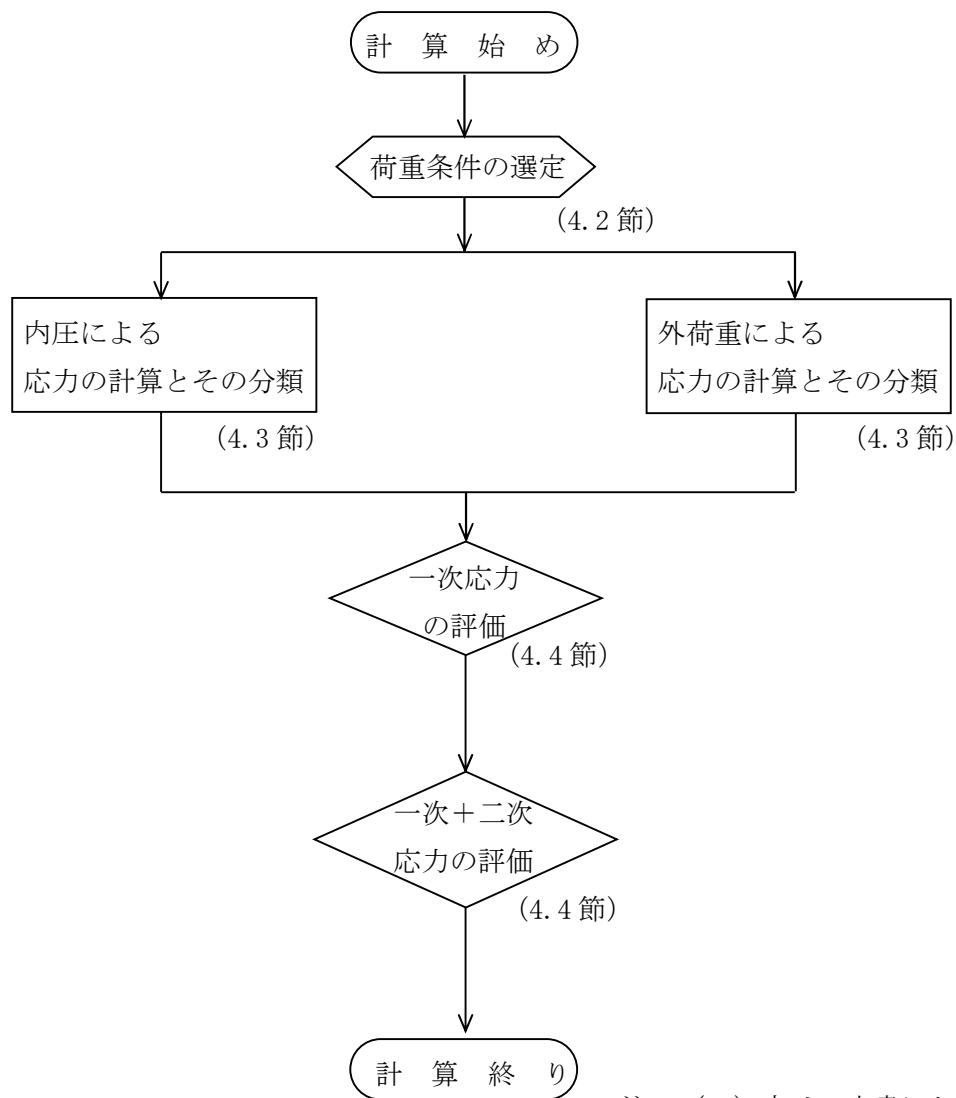 計 算 始 め
荷重条件の選定
(4.2 節)
内圧による
応力の計算とその分類
(4.3 節)
外荷重による
応力の計算とその分類
(4.3 節)
一次応力
の評価
(4.4 節)
一次＋二次
応力の評価
(4.4 節)
計 算 終 り